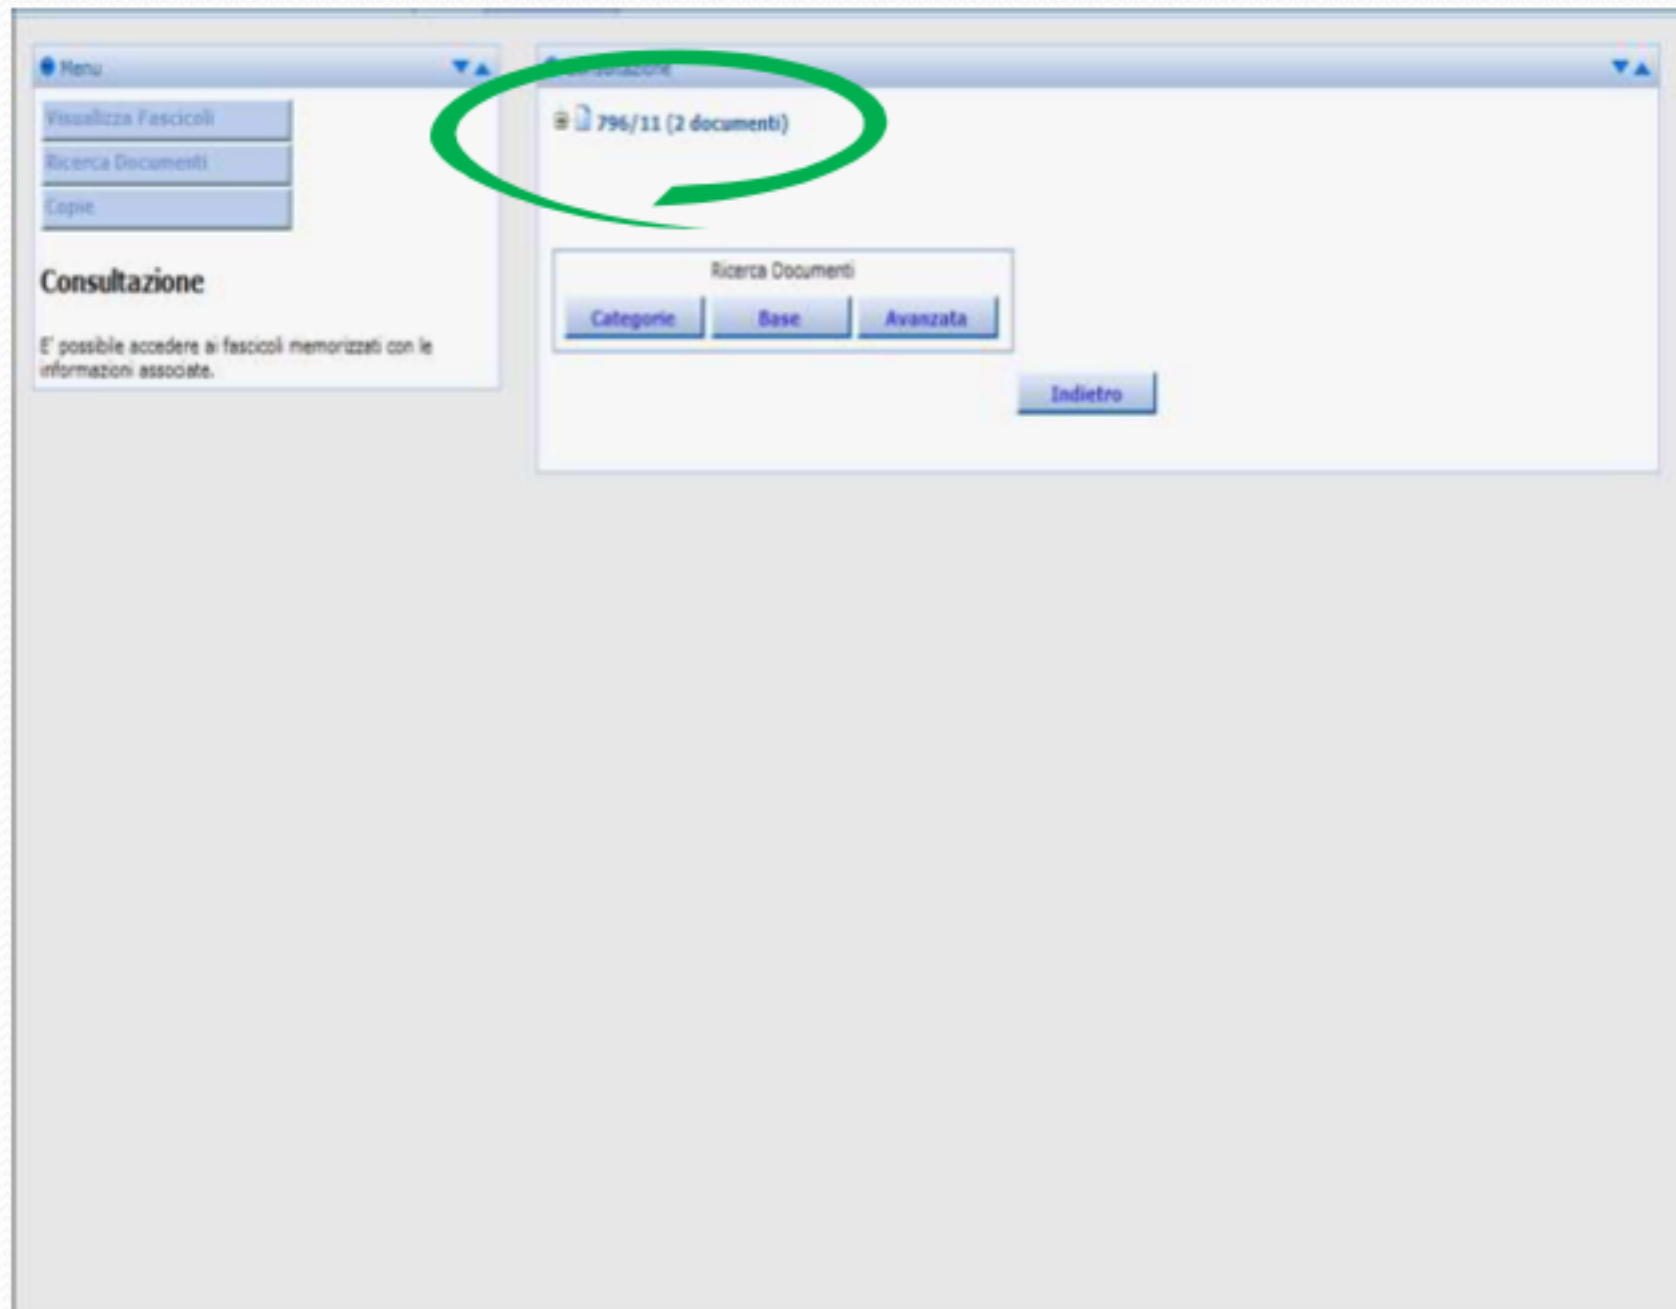 Menu
Visualizza Fascicoli
Ricerca Documenti
Copie
Consultazione
E' possibile accedere ai fascicoli memorizzati con le
informazioni associate.
Consultazione
796/11 (2 documenti)
Ricerca Documenti
Categorie Base Avanzata
Indietro